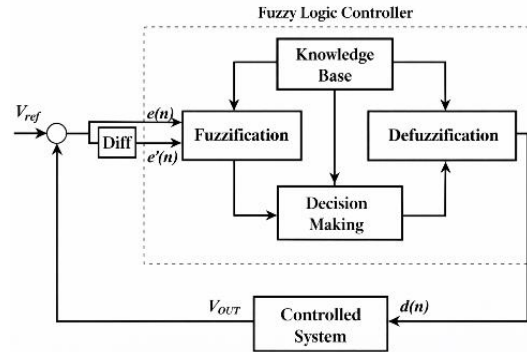 Fuzzy Logic Controller
Knowledge
Base
V_ref
e(n)
Fuzzification
Defuzzification
Diff
e'(n)
Decision
Making
V_OUT
Controlled
System
d(n)